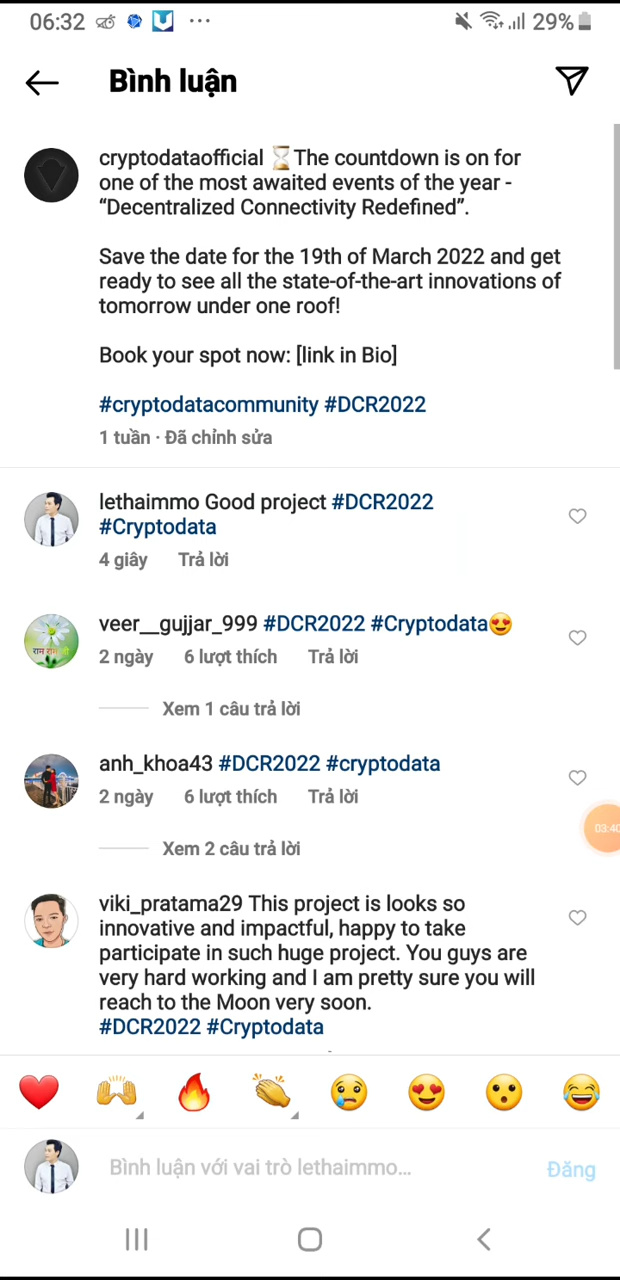 06:32 ... 29%
Bình luận
cryptodataofficial ⏳The countdown is on for
one of the most awaited events of the year -
“Decentralized Connectivity Redefined”.
Save the date for the 19th of March 2022 and get
ready to see all the state-of-the-art innovations of
tomorrow under one roof!
Book your spot now: [link in Bio]
#cryptodatacommunity #DCR2022
1 tuần · Đã chỉnh sửa
lethaimmo Good project #DCR2022
#Cryptodata
4 giây Trả lời
veer__gujjar_999 #DCR2022 #Cryptodata😍
2 ngày 6 lượt thích Trả lời
Xem 1 câu trả lời
anh_khoa43 #DCR2022 #cryptodata
2 ngày 6 lượt thích Trả lời
Xem 2 câu trả lời
03:40
viki_pratama29 This project is looks so
innovative and impactful, happy to take
participate in such huge project. You guys are
very hard working and I am pretty sure you will
reach to the Moon very soon.
#DCR2022 #Cryptodata
Bình luận với vai trò lethaimmo...
Đăng